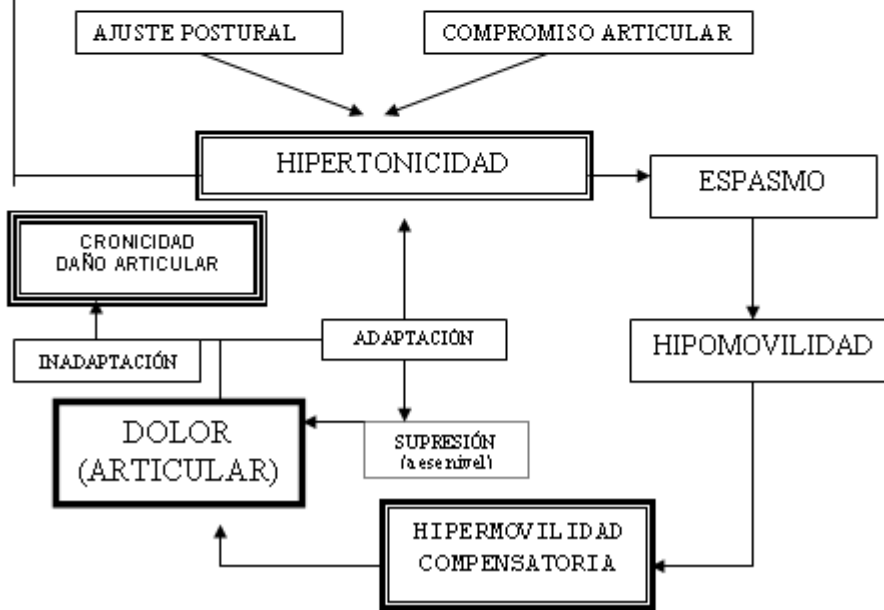 AJUSTE POSTURAL
COMPROMISO ARTICULAR
HIPERTONICIDAD
ESPASMO
CRONICIDAD
DAÑO ARTICULAR
ADAPTACIÓN
HIPOMOVILIDAD
INADAPTACIÓN
DOLOR
(ARTICULAR)
SUPRESIÓN
(a ese nivel)
HIPERMOVILIDAD
COMPENSATORIA